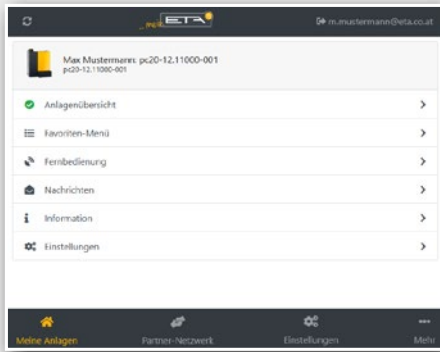 mein ETA
m.mustermann@eta.co.at
Max Mustermann: pc20-12.11000-001
pc20-12.11000-001
Anlagenübersicht
Favoriten-Menü
Fernbedienung
Nachrichten
Information
Einstellungen
Meine Anlagen Partner-Netzwerk Einstellungen Mehr